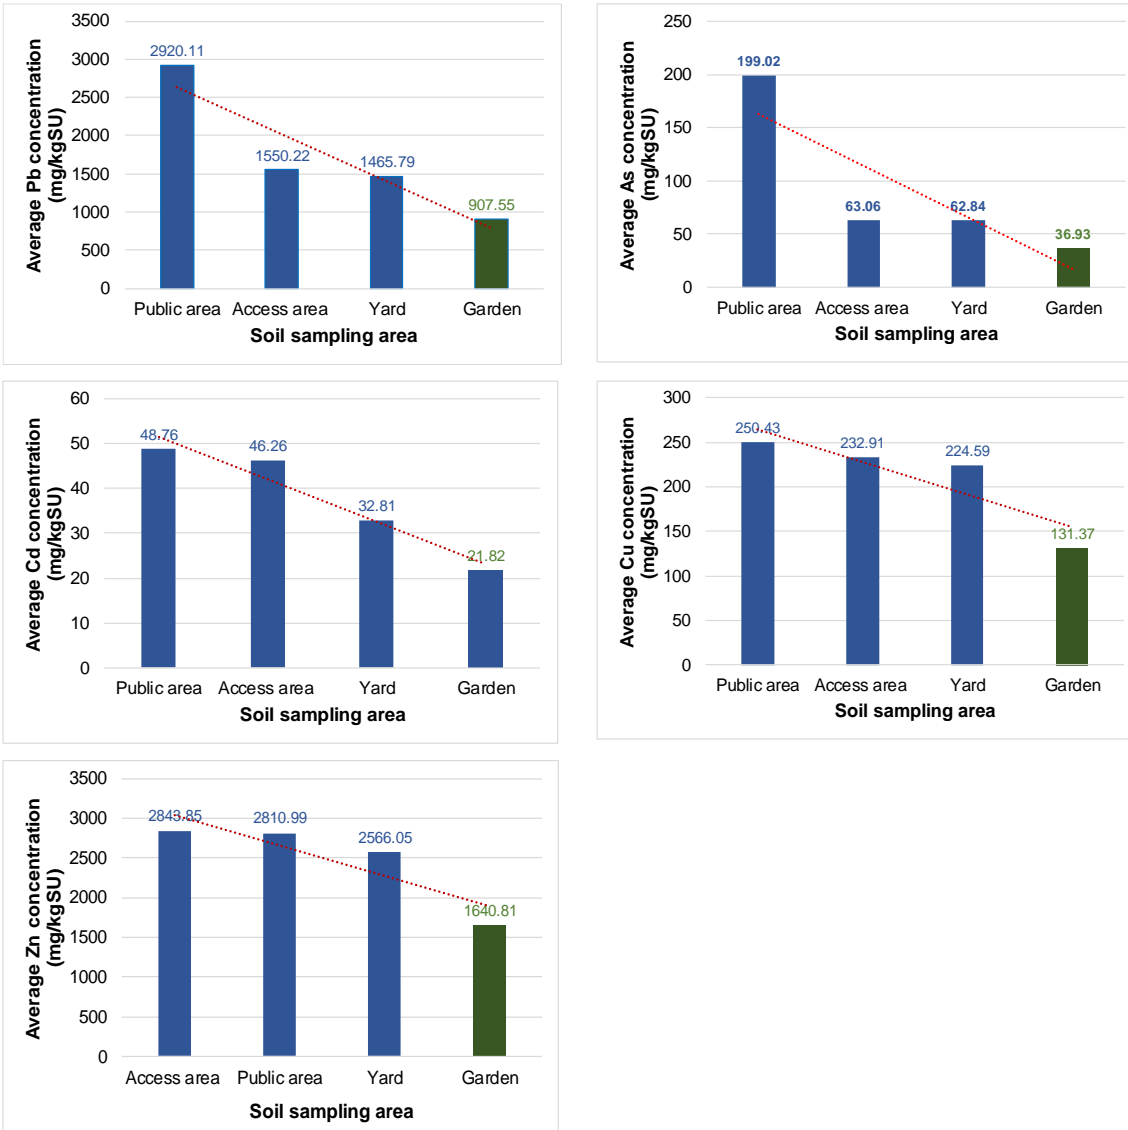 Average Pb concentration
(mg/kgSU)
3500
3000
2500
2000
1500
1000
500
0
2920.11
1550.22
1465.79
907.55
Public area
Access area
Yard
Garden
Soil sampling area
Average As concentration
(mg/kgSU)
250
200
150
100
50
0
199.02
63.06
62.84
36.93
Public area
Access area
Yard
Garden
Soil sampling area
Average Cd concentration
(mg/kgSU)
60
50
40
30
20
10
0
48.76
46.26
32.81
21.82
Public area
Access area
Yard
Garden
Soil sampling area
Average Cu concentration
(mg/kgSU)
300
250
200
150
100
50
0
250.43
232.91
224.59
131.37
Public area
Access area
Yard
Garden
Soil sampling area
Average Zn concentration
(mg/kgSU)
3500
3000
2500
2000
1500
1000
500
0
2843.85
2810.99
2566.05
1640.81
Access area
Public area
Yard
Garden
Soil sampling area